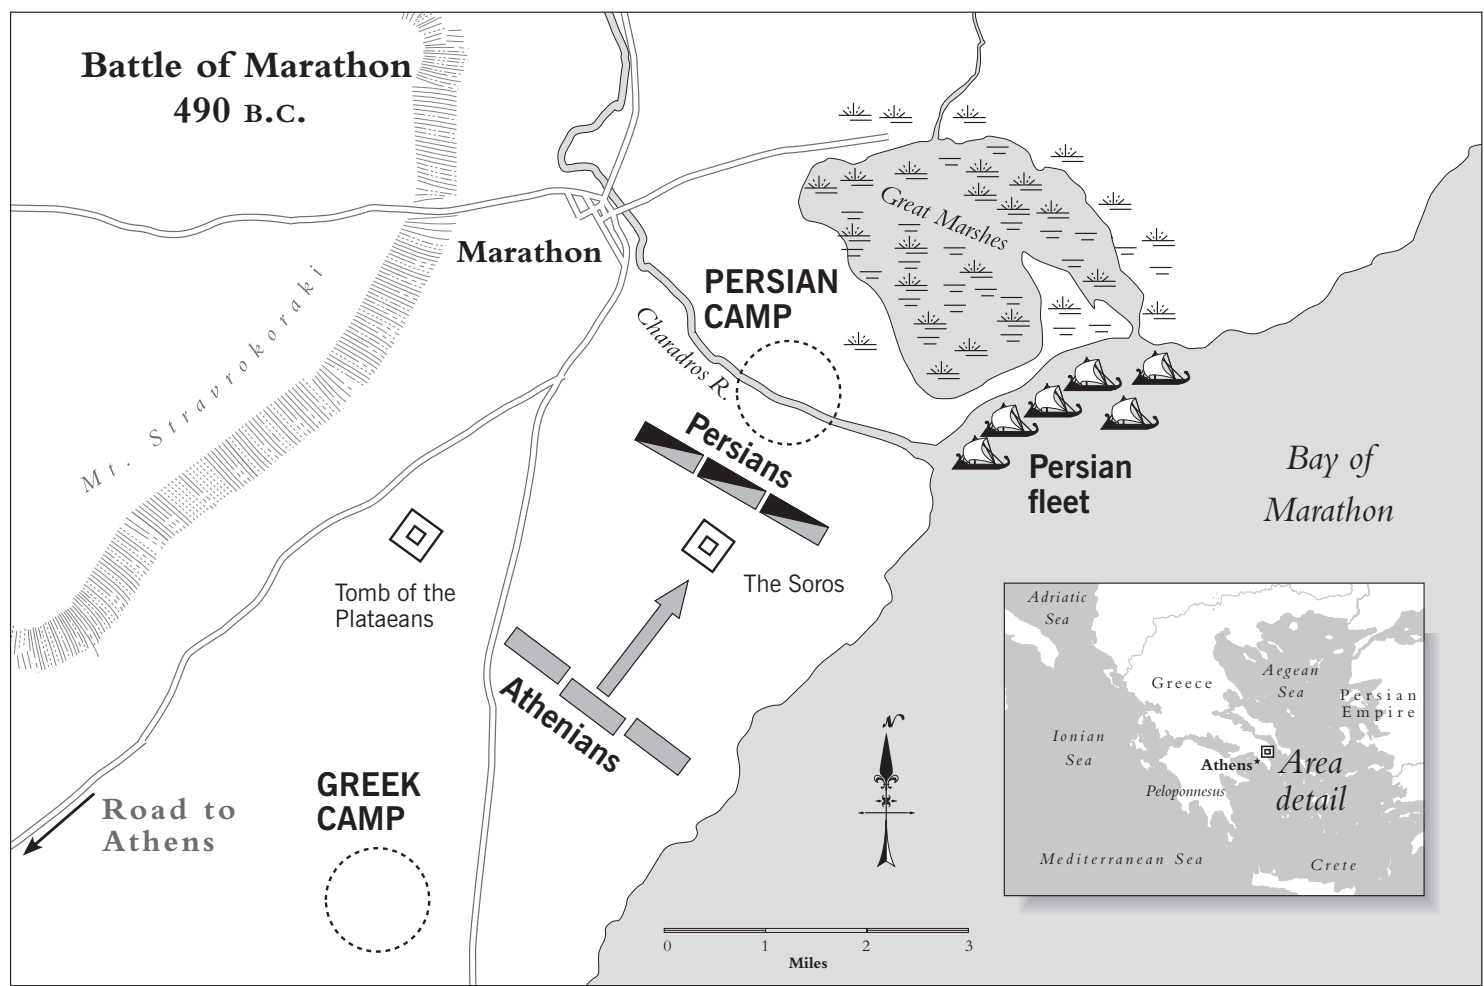 Battle of Marathon
490 B.C.
Mt. Stravrokoraki
Marathon
PERSIAN
CAMP
Charadros R.
Great Marshes
Persians
Persian
fleet
Bay of
Marathon
Tomb of the
Plataeans
The Soros
Athenians
GREEK
CAMP
Road to
Athens
N
0 1 2 3
Miles
Adriatic
Sea
Greece
Aegean
Sea
Persian
Empire
Ionian
Sea
Athens
Area
detail
Peloponnesus
Mediterranean Sea
Crete